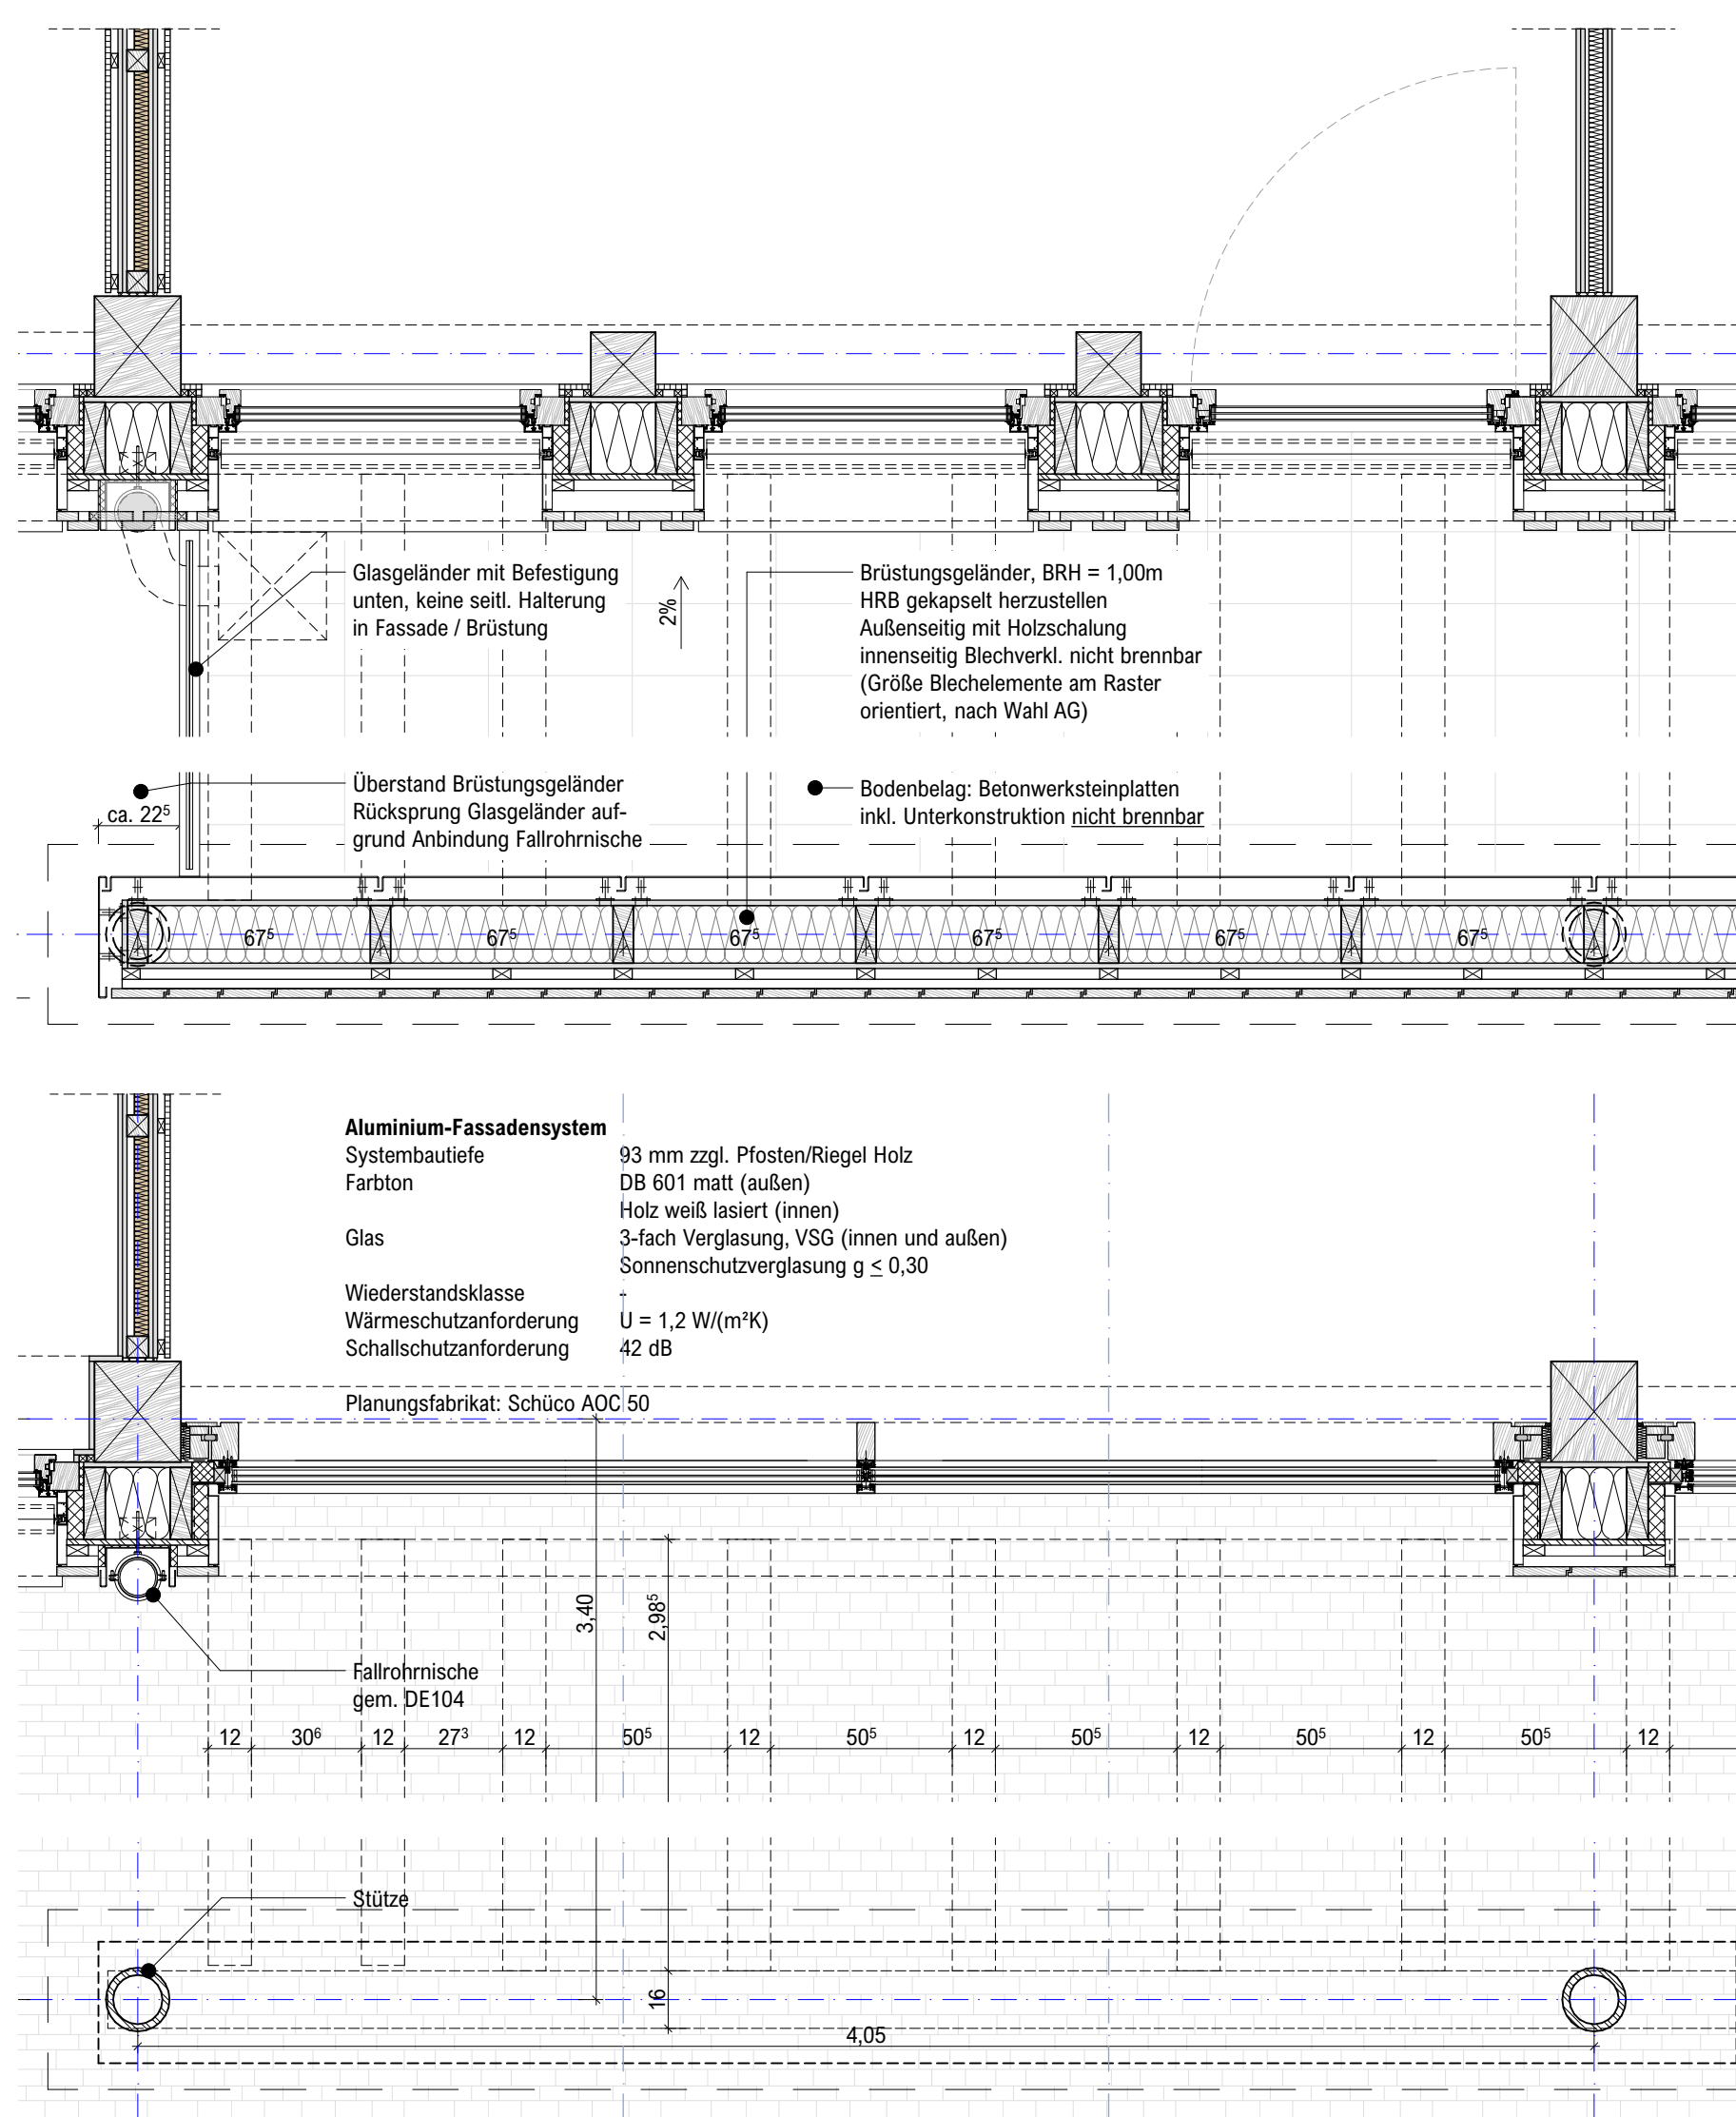 Glasgeländer mit Befestigung
unten, keine seitl. Halterung
in Fassade / Brüstung
2%
Brüstungsgeländer, BRH = 1,00m
HRB gekapselt herzustellen
Außenseitig mit Holzschalung
innenseitig Blechverkl. nicht brennbar
(Größe Blechelemente am Raster
orientiert, nach Wahl AG)
Überstand Brüstungsgeländer
Rücksprung Glasgeländer auf-
grund Anbindung Fallrohrnische
Bodenbelag: Betonwerksteinplatten
inkl. Unterkonstruktion nicht brennbar
ca. 22⁵
67⁵ 67⁵ 67⁵ 67⁵ 67⁵ 67⁵
Aluminium-Fassadensystem
Systembautiefe 93 mm zzgl. Pfosten/Riegel Holz
Farbton DB 601 matt (außen)
Holz weiß lasiert (innen)
Glas 3-fach Verglasung, VSG (innen und außen)
Sonnenschutzverglasung g ≤ 0,30
Wiederstandsklasse -
Wärmeschutzanforderung U = 1,2 W/(m²K)
Schallschutzanforderung 42 dB
Planungsfabrikat: Schüco AOC 50
3,40
2,98⁵
Fallrohrnische
gem. DE104
12 30⁶ 12 27³ 12 50⁵ 12 50⁵ 12 50⁵ 12 50⁵ 12 50⁵ 12
Stütze
16
4,05